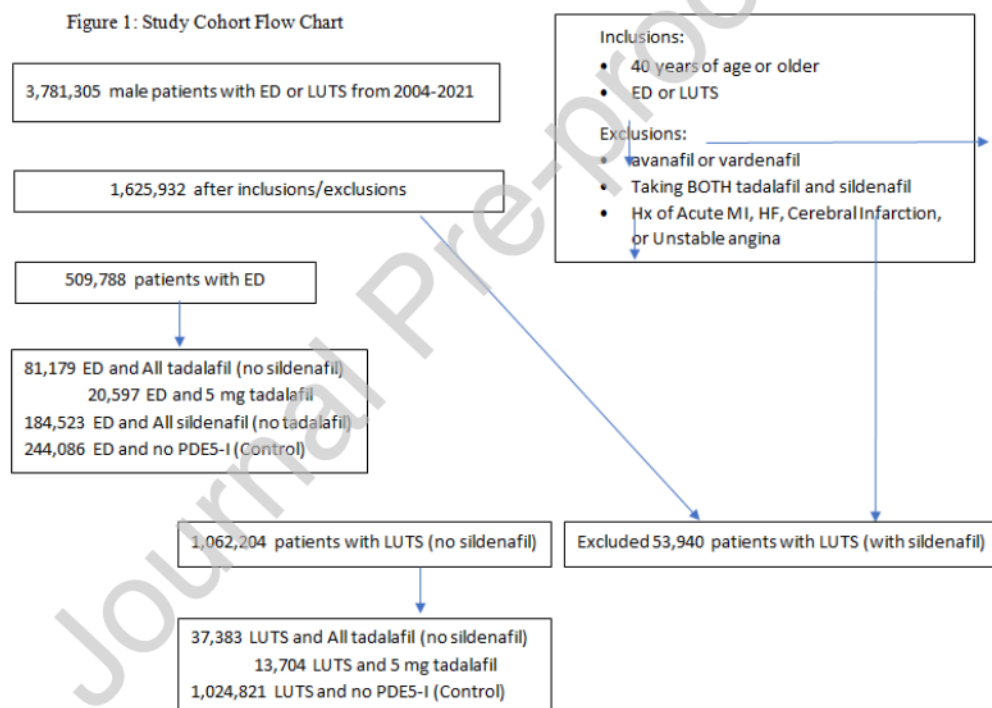 Figure 1: Study Cohort Flow Chart
3,781,305 male patients with ED or LUTS from 2004-2021
1,625,932 after inclusions/exclusions
Inclusions:
• 40 years of age or older
• ED or LUTS
Exclusions:
• avanafil or vardenafil
• Taking BOTH tadalafil and sildenafil
• Hx of Acute MI, HF, Cerebral Infarction,
or Unstable angina
509,788 patients with ED
81,179 ED and All tadalafil (no sildenafil)
20,597 ED and 5 mg tadalafil
184,523 ED and All sildenafil (no tadalafil)
244,086 ED and no PDE5-I (Control)
1,062,204 patients with LUTS (no sildenafil)
Excluded 53,940 patients with LUTS (with sildenafil)
37,383 LUTS and All tadalafil (no sildenafil)
13,704 LUTS and 5 mg tadalafil
1,024,821 LUTS and no PDE5-I (Control)
Journal Pre-proo